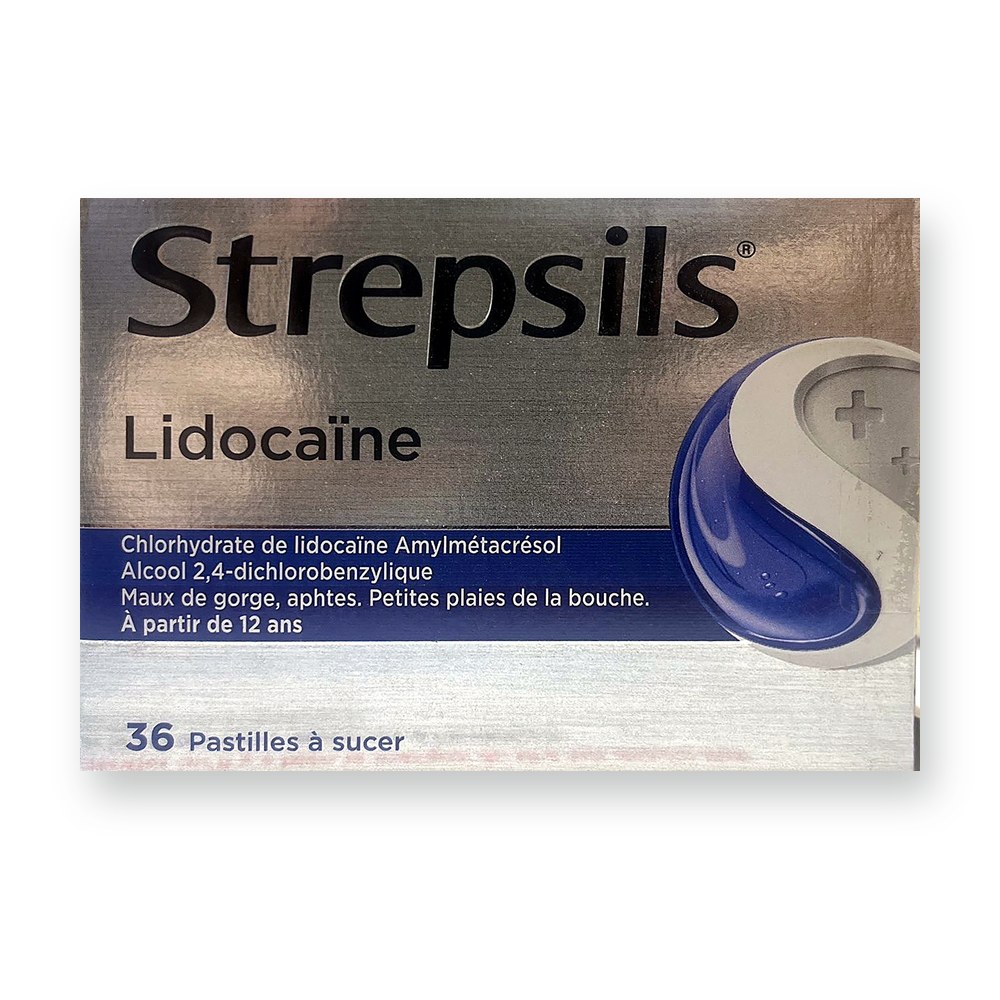 Strepsils®
Lidocaïne
Chlorhydrate de lidocaïne Amylmétacrésol
Alcool 2,4-dichlorobenzylique
Maux de gorge, aphtes. Petites plaies de la bouche.
À partir de 12 ans
36 Pastilles à sucer